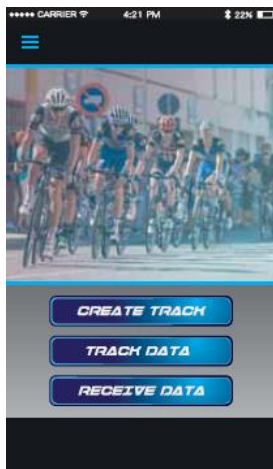 CARRIER 4:21 PM 22%
CREATE TRACK
TRACK DATA
RECEIVE DATA